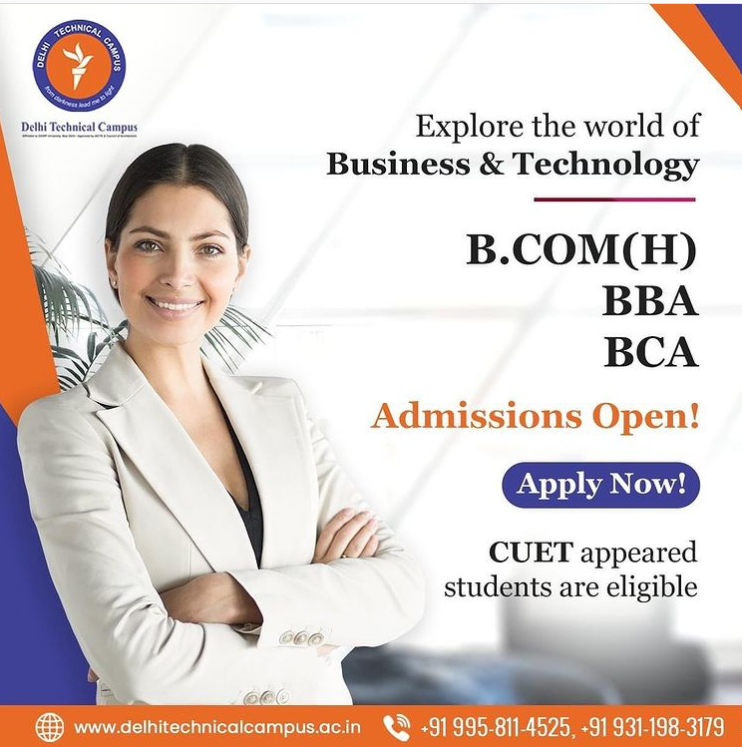 DELHI TECHNICAL CAMPUS
from darkness lead me to light
Delhi Technical Campus
Explore the world of
Business & Technology
B.COM(H)
BBA
BCA
Admissions Open!
Apply Now!
CUET appeared
students are eligible
www.delhitechnicalcampus.ac.in +91 995-811-4525, +91 931-198-3179